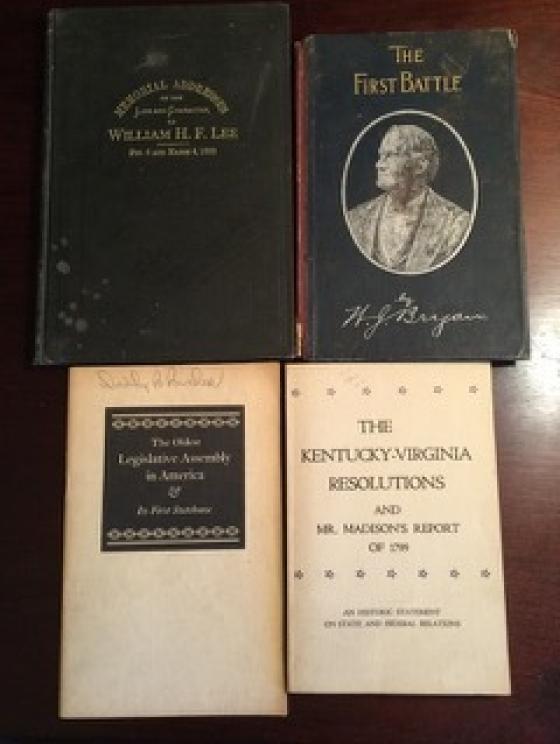 MEMORIAL ADDRESSES
ON THE
LIFE AND CHARACTER
OF
WILLIAM H. F. LEE
THE
FIRST BATTLE
by
W. J. Bryan
The Oldest
Legislative Assembly
in America
&
Its First Statehouse
THE
KENTUCKY-VIRGINIA
RESOLUTIONS
AND
MR. MADISON'S REPORT
OF 1799
AN HISTORIC STATEMENT
ON STATE AND FEDERAL RELATIONS